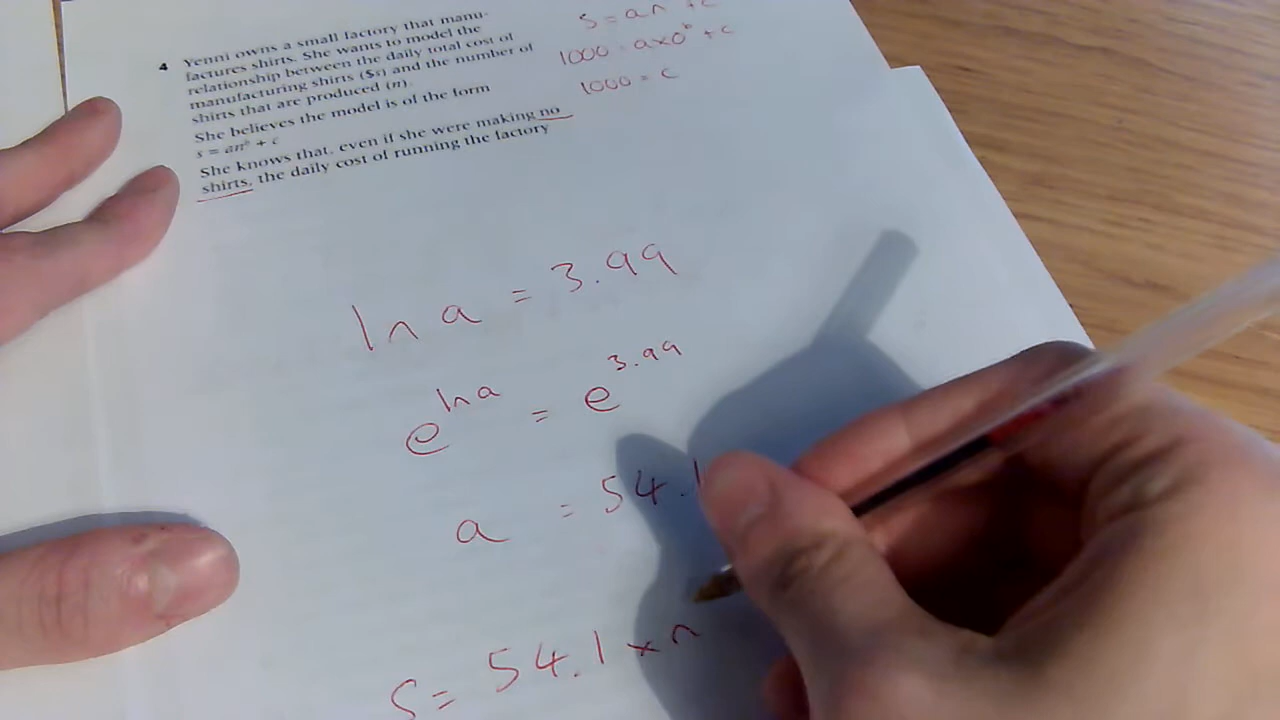 4 Yenni owns a small factory that manu-
factures shirts. She wants to model the
relationship between the daily total cost of
manufacturing shirts ($s) and the number of
shirts that are produced (n).
She believes the model is of the form
s = anᵇ + c
She knows that, even if she were making no
shirts, the daily cost of running the factory
s = an + c
1000 = a×0ᵇ + c
1000 = c
ln a = 3.99
e^ln a = e^3.99
a = 54.1
s = 54.1 × n